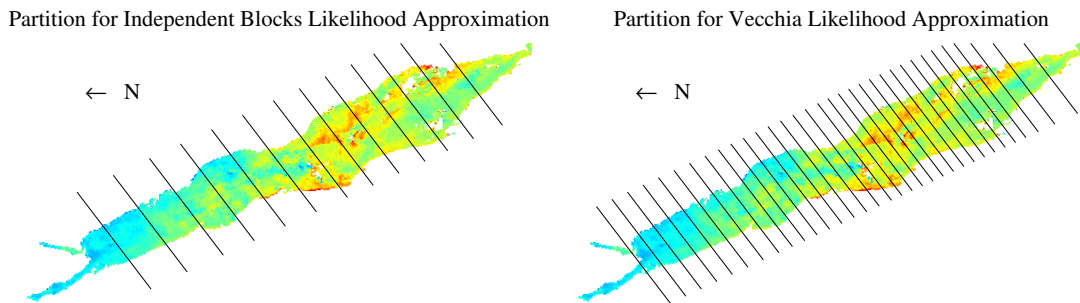 Partition for Independent Blocks Likelihood Approximation
Partition for Vecchia Likelihood Approximation
← N
← N